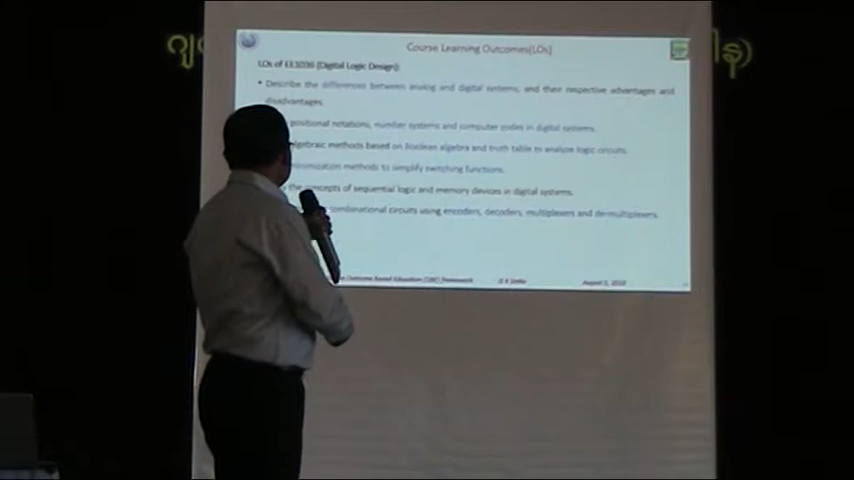 Course Learning Outcomes(LOs)
LOs of EE1036 (Digital Logic Design):
• Describe the differences between analog and digital systems, and their respective advantages and
disadvantages.
positional notations, number systems and computer codes in digital systems.
algebraic methods based on Boolean algebra and truth table to analyze logic circuits.
minimization methods to simplify switching functions.
the concepts of sequential logic and memory devices in digital systems.
combinational circuits using encoders, decoders, multiplexers and de-multiplexers.
Outcome Based Education (OBE) Framework
August 5, 2018